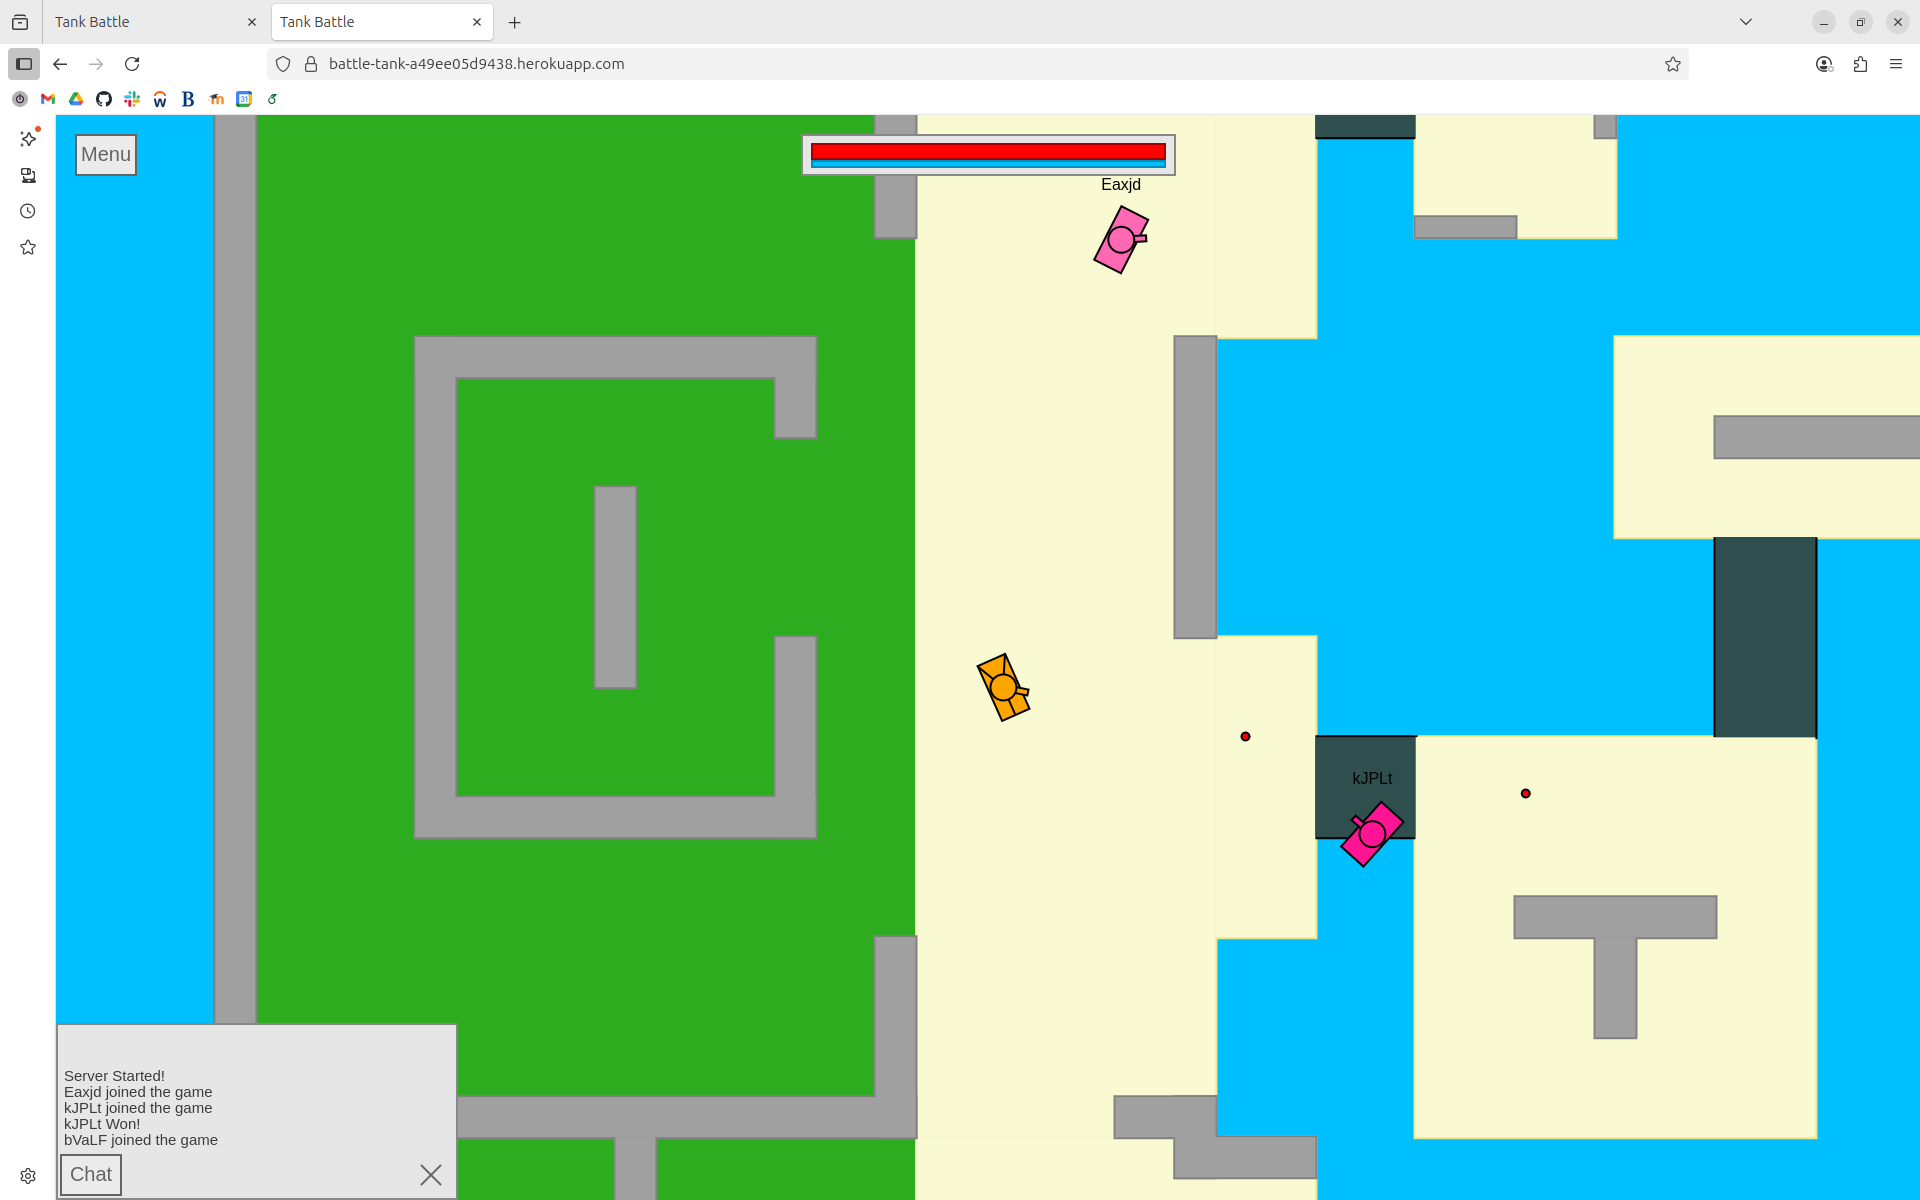 Tank Battle
Tank Battle
battle-tank-a49ee05d9438.herokuapp.com
B
31
Menu
Eaxjd
kJPLt
Server Started!
Eaxjd joined the game
kJPLt joined the game
kJPLt Won!
bVaLF joined the game
Chat